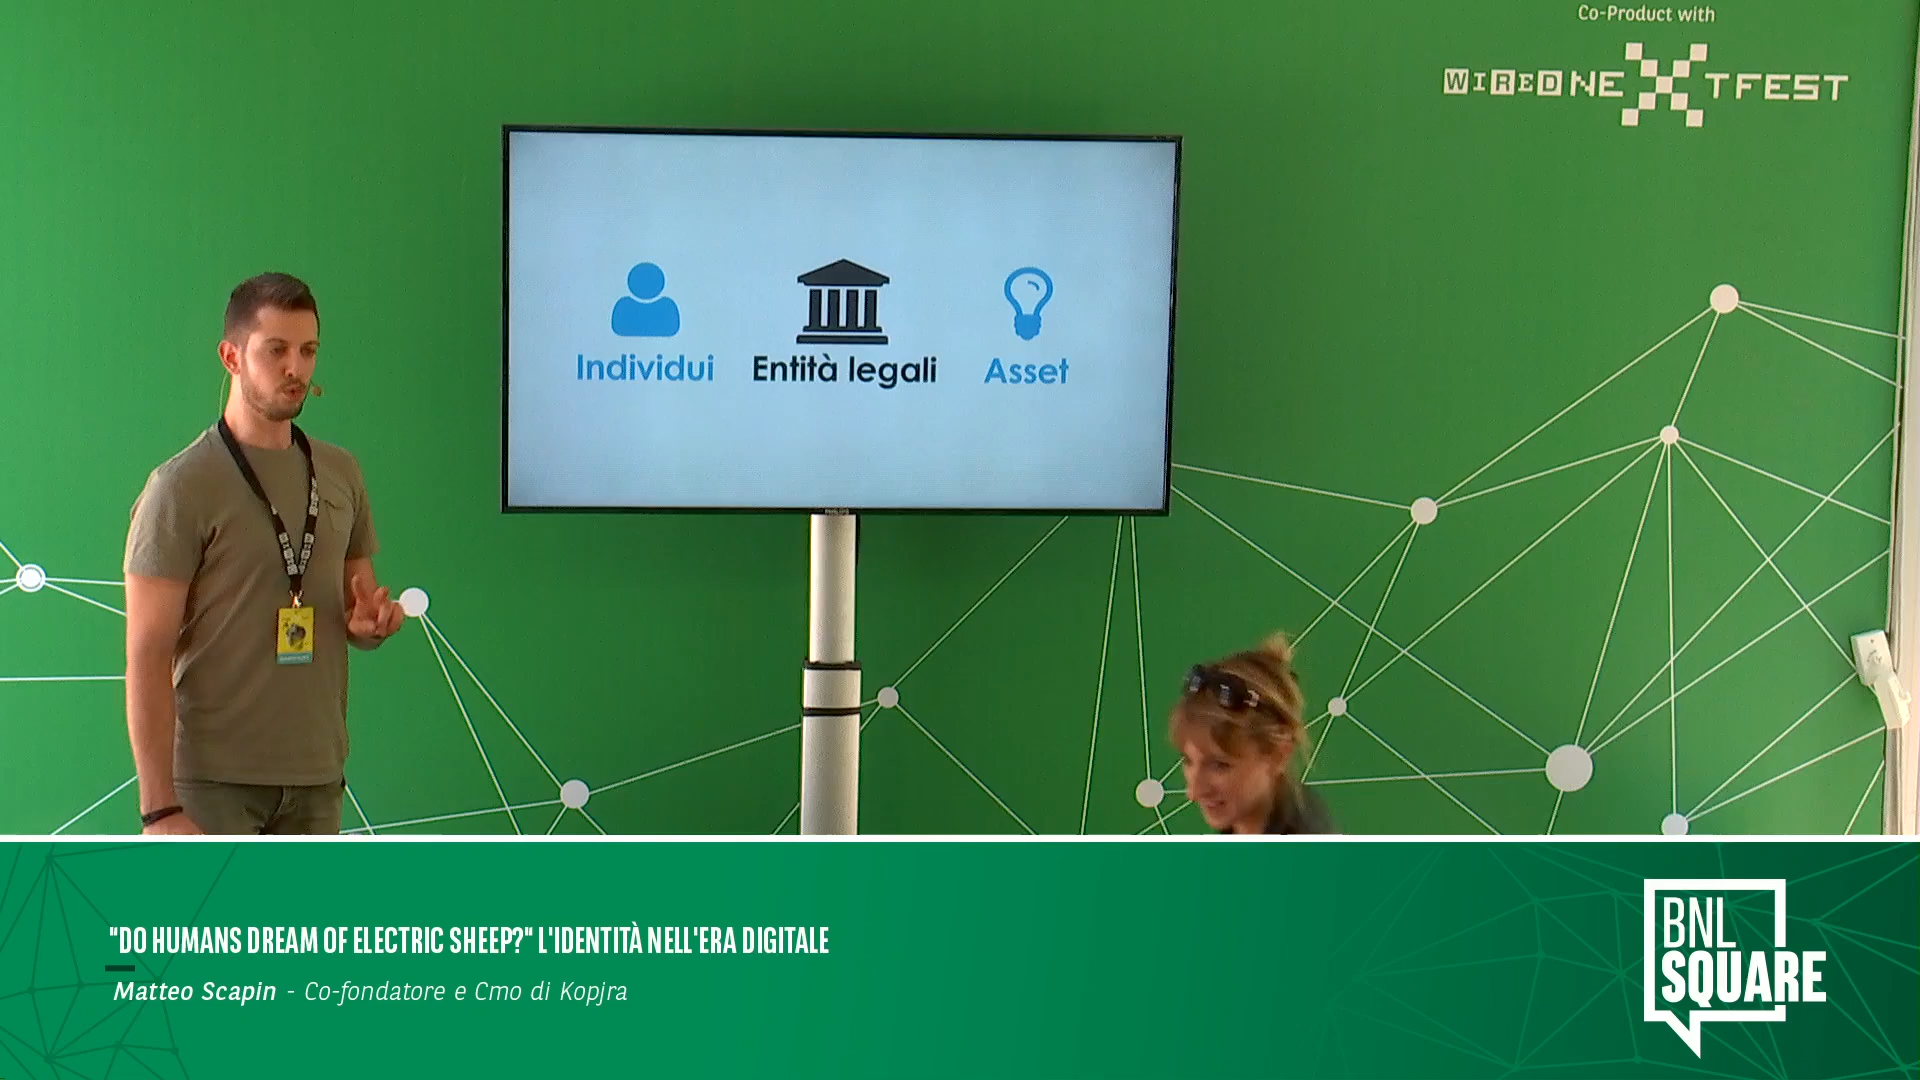 Co-Product with
WIRED NEXTFEST
Individui
Entità legali
Asset
"DO HUMANS DREAM OF ELECTRIC SHEEP?" L'IDENTITÀ NELL'ERA DIGITALE
Matteo Scapin - Co-fondatore e Cmo di Kopjra
BNL
SQUARE